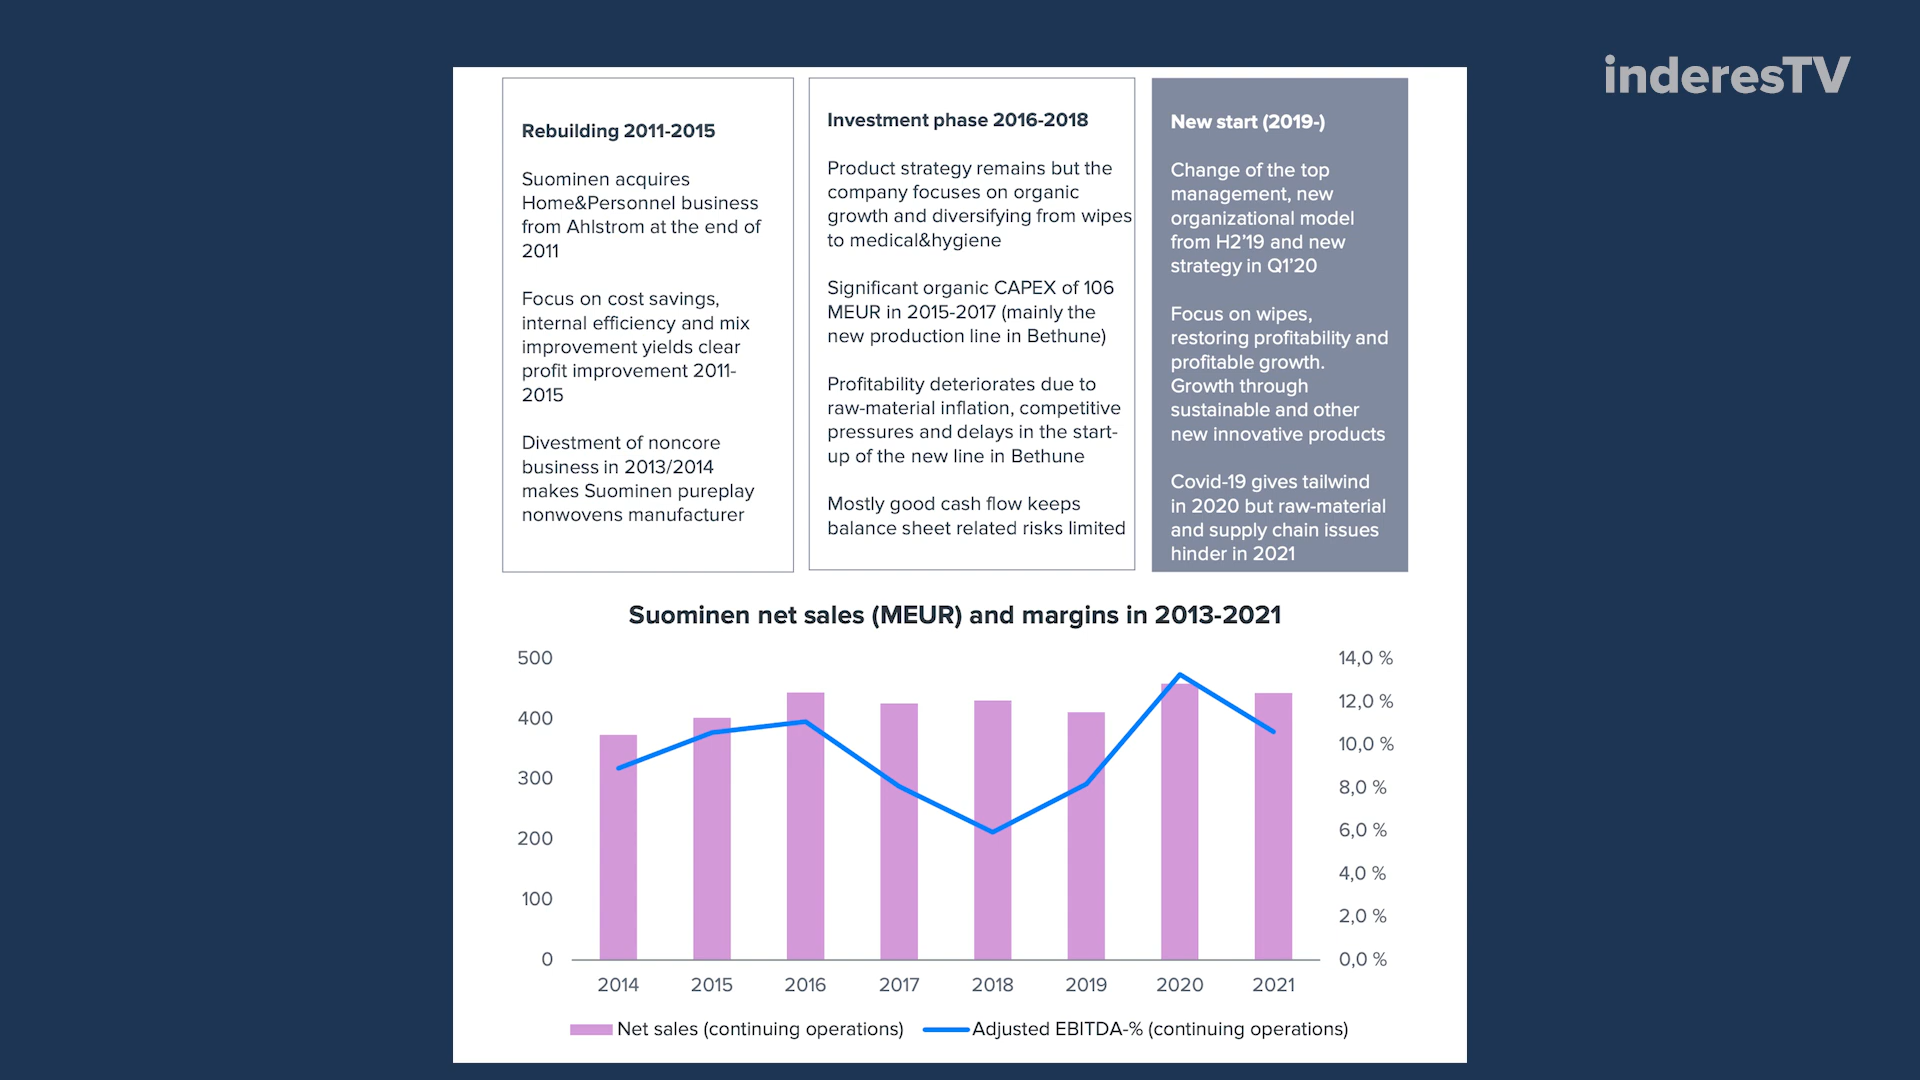 inderesTV
Rebuilding 2011-2015
Suominen acquires
Home&Personnel business
from Ahlstrom at the end of
2011
Focus on cost savings,
internal efficiency and mix
improvement yields clear
profit improvement 2011-
2015
Divestment of noncore
business in 2013/2014
makes Suominen pureplay
nonwovens manufacturer
Investment phase 2016-2018
Product strategy remains but the
company focuses on organic
growth and diversifying from wipes
to medical&hygiene
Significant organic CAPEX of 106
MEUR in 2015-2017 (mainly the
new production line in Bethune)
Profitability deteriorates due to
raw-material inflation, competitive
pressures and delays in the start-
up of the new line in Bethune
Mostly good cash flow keeps
balance sheet related risks limited
New start (2019-)
Change of the top
management, new
organizational model
from H2'19 and new
strategy in Q1'20
Focus on wipes,
restoring profitability and
profitable growth.
Growth through
sustainable and other
new innovative products
Covid-19 gives tailwind
in 2020 but raw-material
and supply chain issues
hinder in 2021
Suominen net sales (MEUR) and margins in 2013-2021
500
400
300
200
100
0
14,0 %
12,0 %
10,0 %
8,0 %
6,0 %
4,0 %
2,0 %
0,0 %
2014 2015 2016 2017 2018 2019 2020 2021
Net sales (continuing operations) Adjusted EBITDA-% (continuing operations)